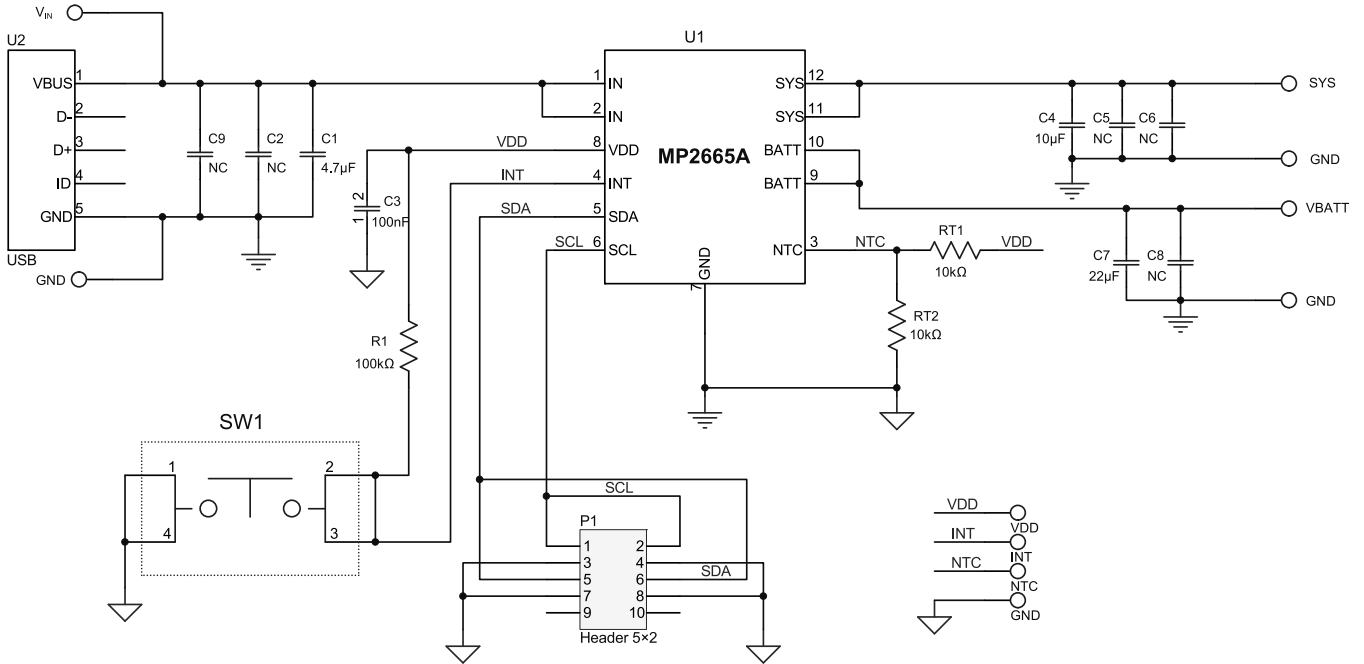 V_IN
U2
U1
VBUS 1
D- 2
D+ 3
ID 4
GND 5
USB
GND
C9
NC
C2
NC
C1
4.7µF
VDD
INT
SDA
SCL
2
1
C3
100nF
1 IN
2 IN
8 VDD
4 INT
5 SDA
6 SCL
MP2665A
SYS 12
SYS 11
BATT 10
BATT 9
NTC 3
GND
7
NTC
RT1
10kΩ
VDD
RT2
10kΩ
C4
10µF
C5
NC
C6
SYS
GND
VBATT
C7
22µF
C8
NC
GND
R1
100kΩ
SW1
1
2
4
3
SCL
P1
1 2
3 4
5 6
7 8
9 10
SDA
Header 5×2
VDD
VDD
INT
INT
NTC
NTC
GND